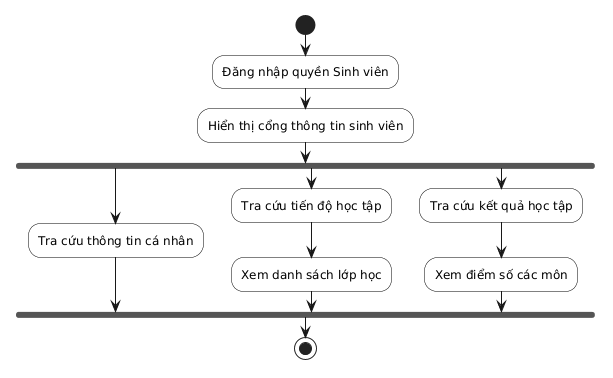 Đăng nhập quyền Sinh viên
Hiển thị cổng thông tin sinh viên
Tra cứu thông tin cá nhân
Tra cứu tiến độ học tập
Xem danh sách lớp học
Tra cứu kết quả học tập
Xem điểm số các môn